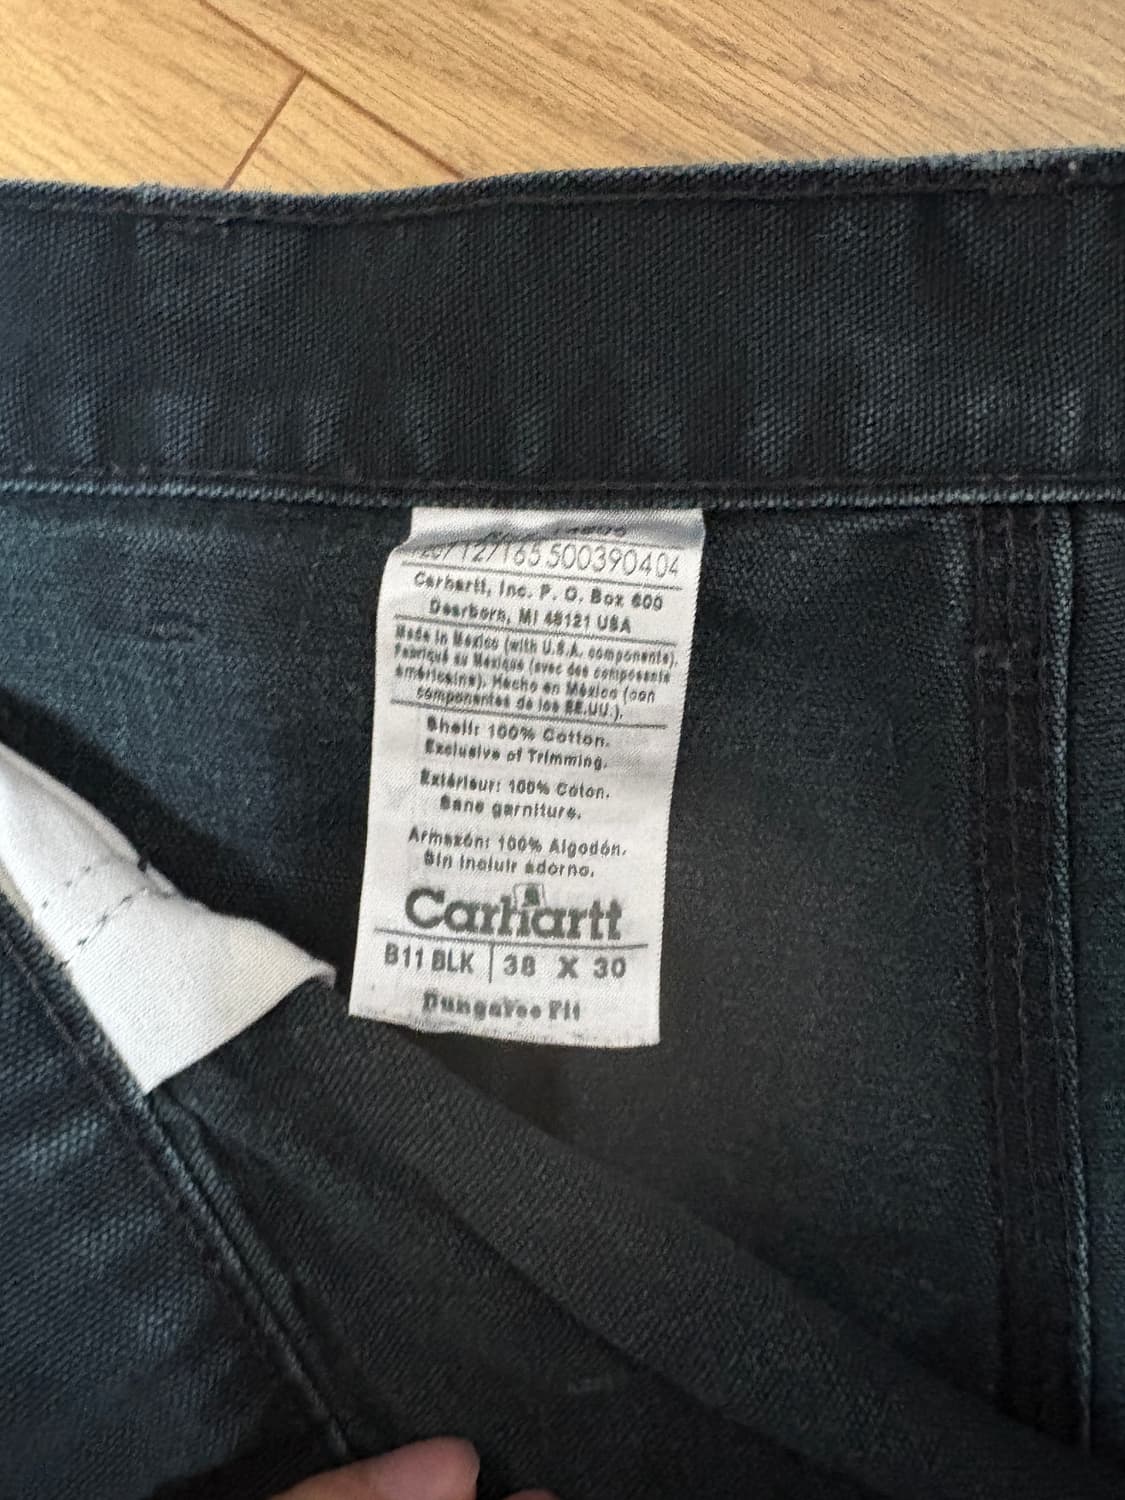 500390404
Carhartt, Inc. P. O. Box 600
Dearborn, MI 48121 USA
Made in Mexico (with U.S.A. components).
Fabriqué au Mexique (avec des composants
américains). Hecho en México (con
componentes de los EE.UU.).
Shell: 100% Cotton.
Exclusive of Trimming.
Extérieur: 100% Coton.
Sans garniture.
Armazón: 100% Algodón.
Sin incluir adorno.
Carhartt
B11 BLK 38 X 30
Dungaree Fit